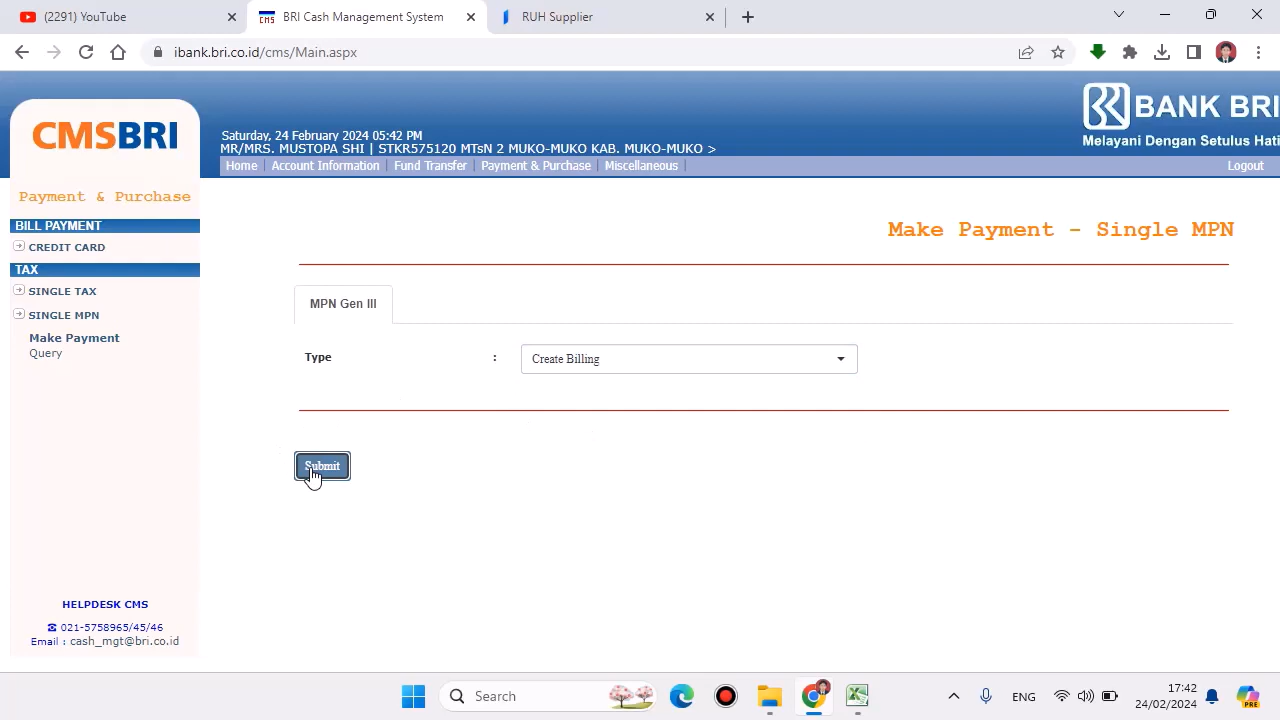 (2291) YouTube
CMS BRI Cash Management System
RUH Supplier
ibank.bri.co.id/cms/Main.aspx
CMSBRI
BANK BRI
Melayani Dengan Setulus Hati
Saturday, 24 February 2024 05:42 PM
MR/MRS. MUSTOPA SHI | STKR575120 MTsN 2 MUKO-MUKO KAB. MUKO-MUKO >
Home Account Information Fund Transfer Payment & Purchase Miscellaneous Logout
Payment & Purchase
BILL PAYMENT
CREDIT CARD
TAX
SINGLE TAX
SINGLE MPN
Make Payment
Query
Make Payment - Single MPN
MPN Gen III
Type : Create Billing
Submit
HELPDESK CMS
☎ 021-5758965/45/46
Email : cash_mgt@bri.co.id
Search
ENG
17:42
24/02/2024
PRE